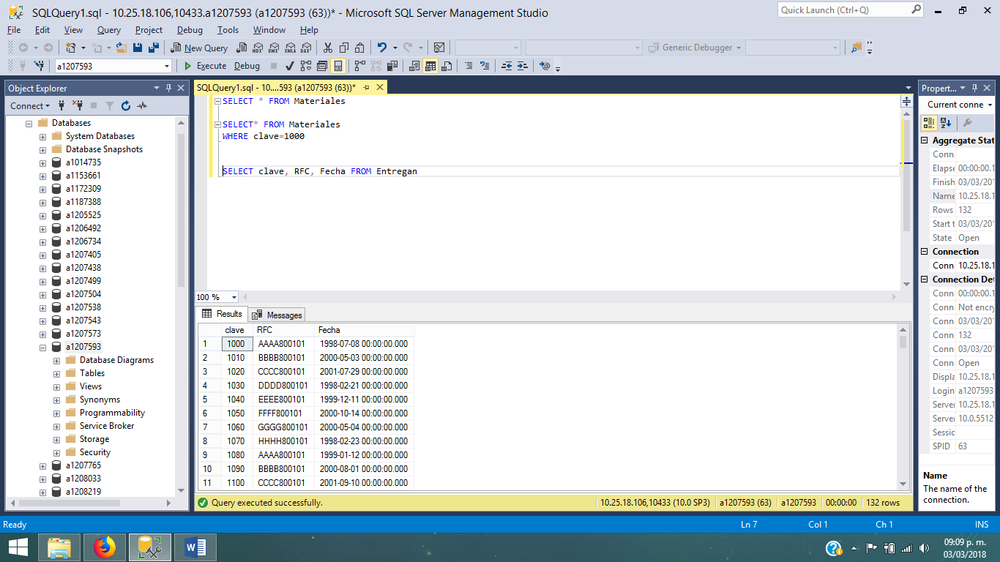 SQLQuery1.sql - 10.25.18.106,10433.a1207593 (a1207593 (63))* - Microsoft SQL Server Management Studio
Quick Launch (Ctrl+Q)
File Edit View Query Project Debug Tools Window Help
New Query MDX DMX XMLA DAX Generic Debugger
a1207593 Execute Debug
Object Explorer
Connect
Databases
System Databases
Database Snapshots
a1014735
a1153661
a1172309
a1187388
a1205525
a1206492
a1206734
a1207405
a1207438
a1207499
a1207504
a1207538
a1207543
a1207573
a1207593
Database Diagrams
Tables
Views
Synonyms
Programmability
Service Broker
Storage
Security
a1207765
a1208033
a1208219
SQLQuery1.sql - 10....593 (a1207593 (63))*
SELECT * FROM Materiales
SELECT* FROM Materiales
WHERE clave=1000
SELECT clave, RFC, Fecha FROM Entregan
100 %
Results Messages
clave RFC Fecha
1 1000 AAAA800101 1998-07-08 00:00:00.000
2 1010 BBBB800101 2000-05-03 00:00:00.000
3 1020 CCCC800101 2001-07-29 00:00:00.000
4 1030 DDDD800101 1998-02-21 00:00:00.000
5 1040 EEEE800101 1999-12-11 00:00:00.000
6 1050 FFFF800101 2000-10-14 00:00:00.000
7 1060 GGGG800101 2000-05-04 00:00:00.000
8 1070 HHHH800101 1998-02-23 00:00:00.000
9 1080 AAAA800101 1999-01-12 00:00:00.000
10 1090 BBBB800101 2000-08-01 00:00:00.000
11 1100 CCCC800101 2001-09-10 00:00:00.000
Query executed successfully. 10.25.18.106,10433 (10.0 SP3) a1207593 (63) a1207593 00:00:00 132 rows
Propert...
Current conne
Aggregate Stat
Conn
Elapse 00:00:00.1
Finish 03/03/201
Name 10.25.18.1
Rows 132
Start t 03/03/201
State Open
Connection
Conn 10.25.18.1
Connection Det
Conn 00:00:00.1
Conn Not encry
Conn 03/03/201
Conn 132
Conn 03/03/201
Conn Open
Displa 10.25.18.1
Login a1207593
Server 10.25.18.1
Server 10.0.5512
Sessic
SPID 63
Name
The name of the
connection.
Ready Ln 7 Col 1 Ch 1 INS
09:09 p. m.
03/03/2018